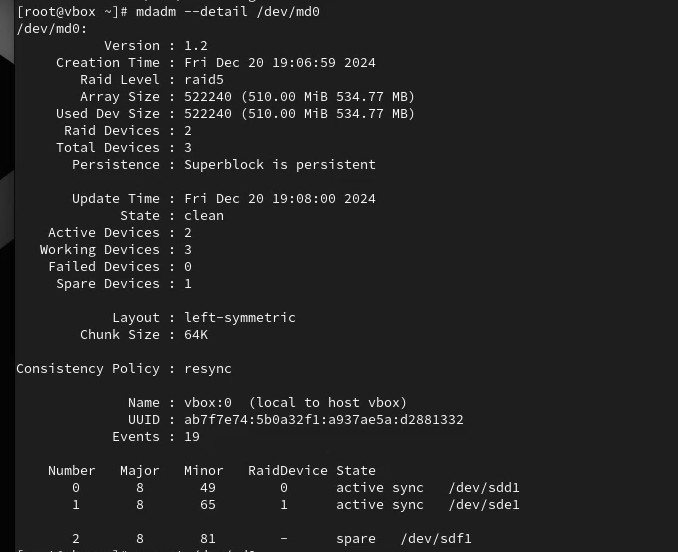 [root@vbox ~]# mdadm --detail /dev/md0
/dev/md0:
Version : 1.2
Creation Time : Fri Dec 20 19:06:59 2024
Raid Level : raid5
Array Size : 522240 (510.00 MiB 534.77 MB)
Used Dev Size : 522240 (510.00 MiB 534.77 MB)
Raid Devices : 2
Total Devices : 3
Persistence : Superblock is persistent
Update Time : Fri Dec 20 19:08:00 2024
State : clean
Active Devices : 2
Working Devices : 3
Failed Devices : 0
Spare Devices : 1
Layout : left-symmetric
Chunk Size : 64K
Consistency Policy : resync
Name : vbox:0  (local to host vbox)
UUID : ab7f7e74:5b0a32f1:a937ae5a:d2881332
Events : 19
Number   Major   Minor   RaidDevice State
0       8       49        0      active sync   /dev/sdd1
1       8       65        1      active sync   /dev/sde1
2       8       81        -      spare   /dev/sdf1